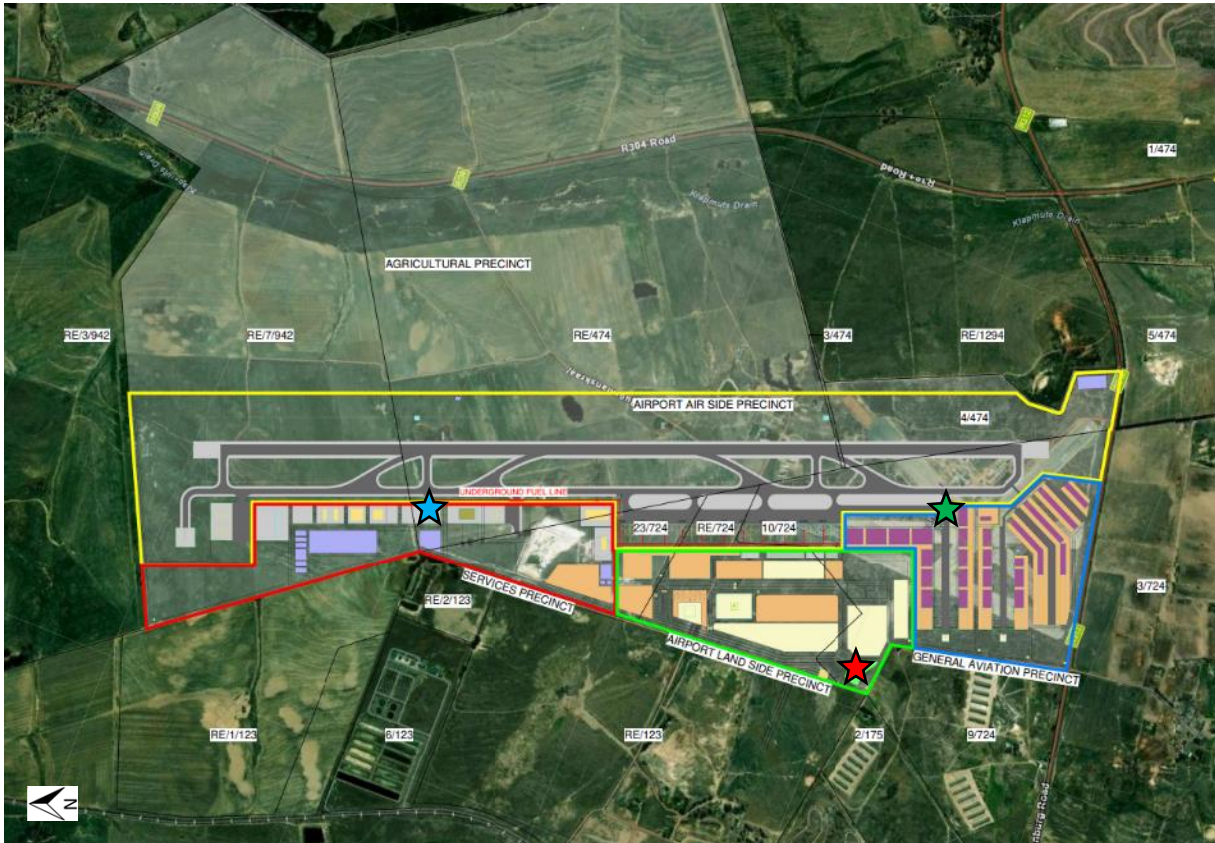 R304 Road
R304 Road
1/474
Klapmuts Drain
Klapmuts Drain
AGRICULTURAL PRECINCT
RE/3/942
RE/7/942
RE/474
3/474
RE/1294
5/474
AIRPORT AIR SIDE PRECINCT
4/474
UNDERGROUND FUEL LINE
23/724
RE/724
10/724
SERVICES PRECINCT
RE/2/123
3/724
AIRPORT LAND SIDE PRECINCT
GENERAL AVIATION PRECINCT
RE/1/123
6/123
RE/123
2/175
9/724
N